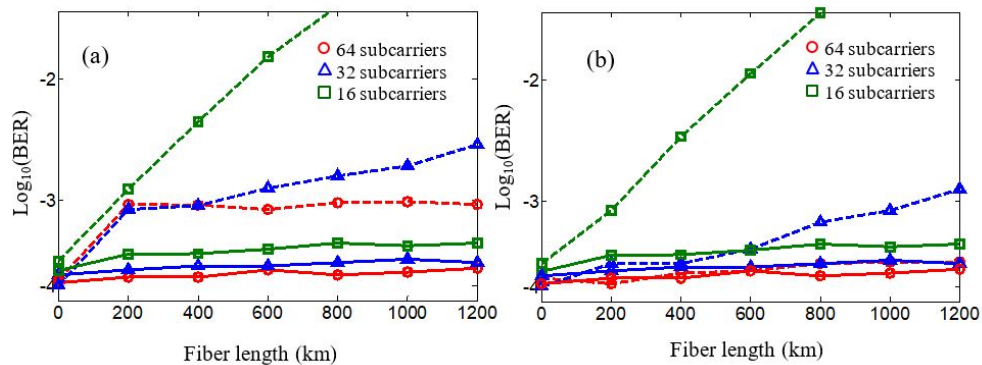 (a)
64 subcarriers
32 subcarriers
16 subcarriers
-2
-3
-4
Log10(BER)
0 200 400 600 800 1000 1200
Fiber length (km)
(b)
64 subcarriers
32 subcarriers
16 subcarriers
-2
-3
-4
Log10(BER)
0 200 400 600 800 1000 1200
Fiber length (km)